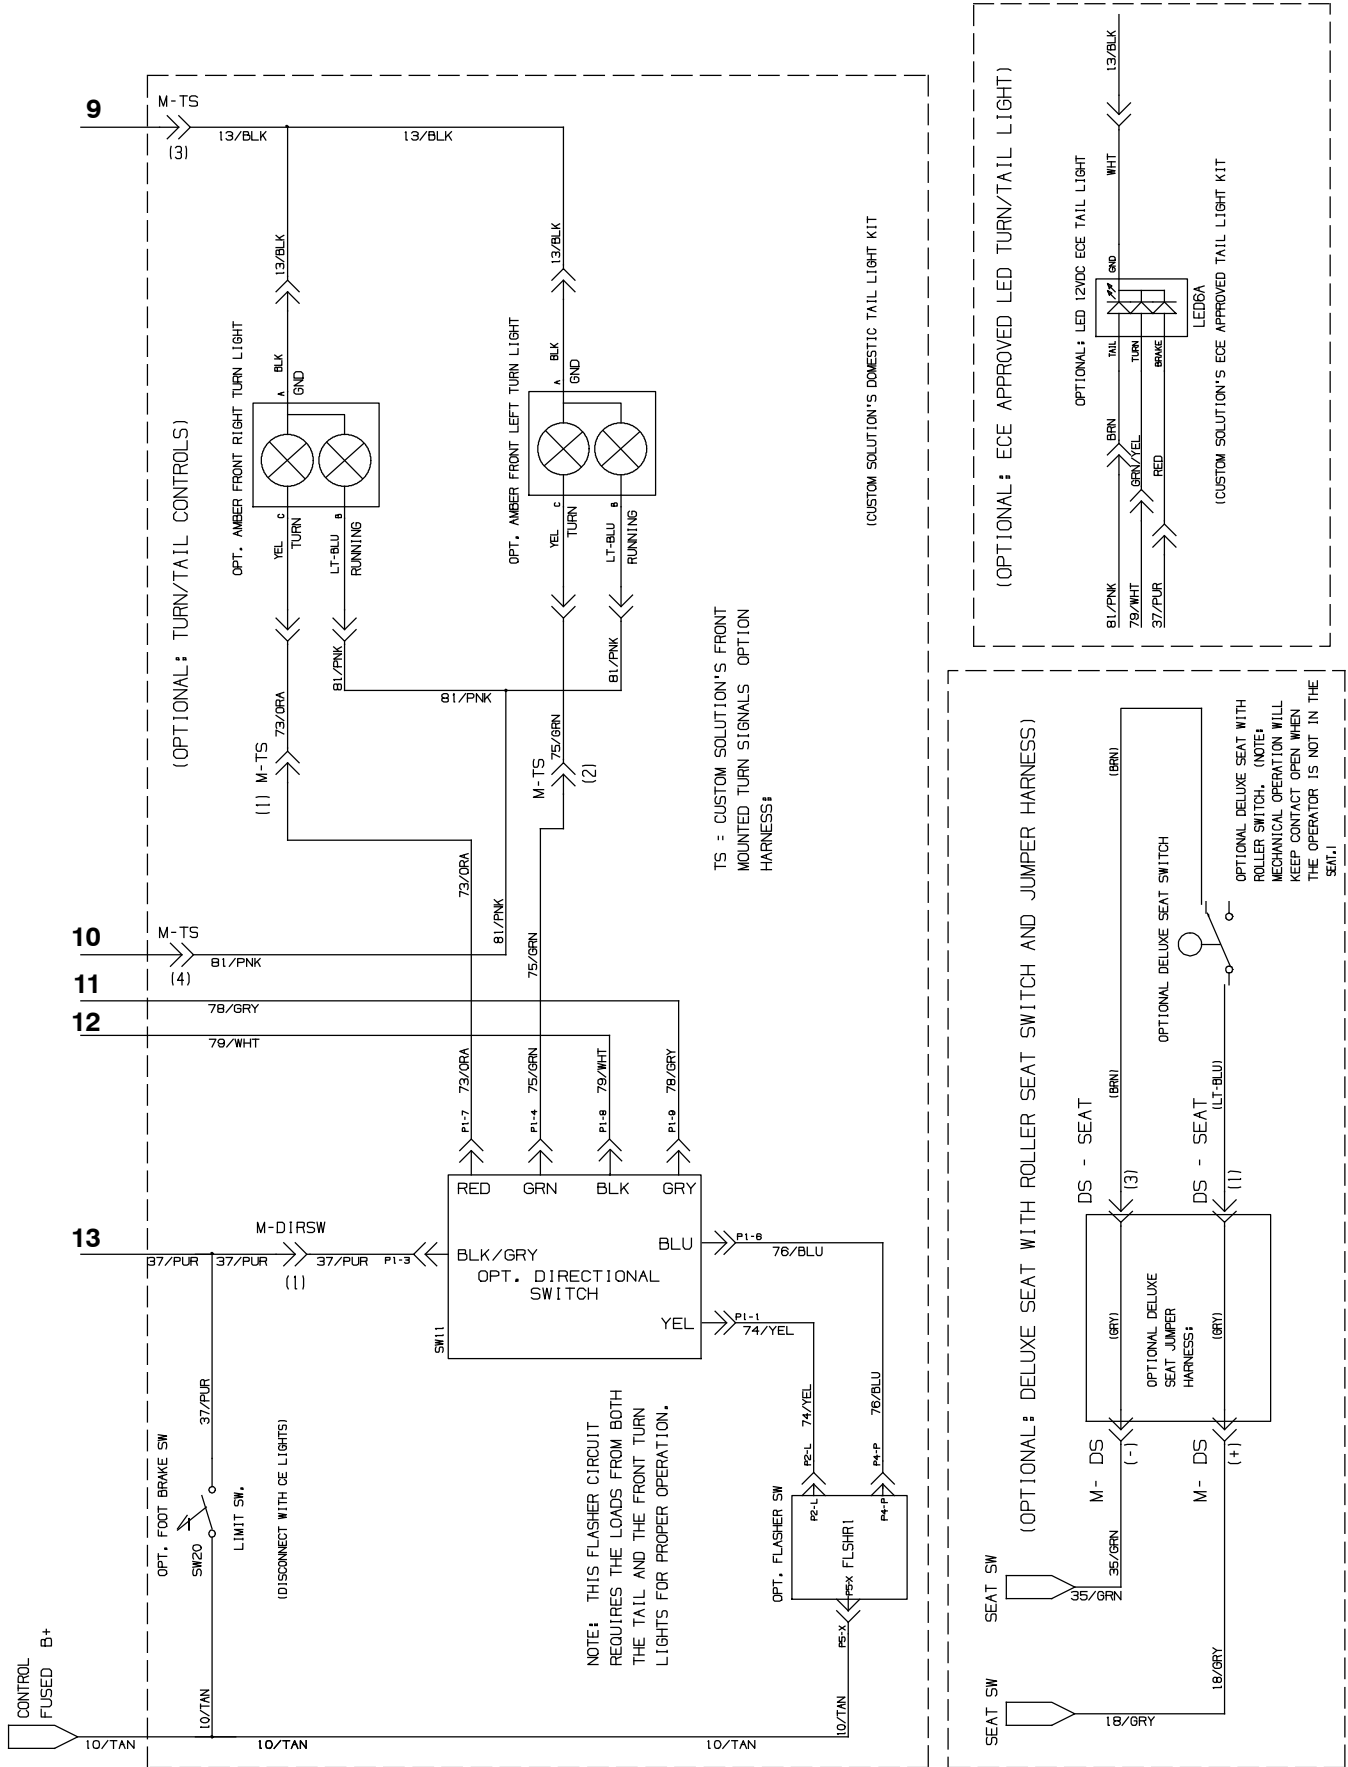 9
M-TS
(3)
13/BLK
13/BLK
(OPTIONAL: TURN/TAIL CONTROLS)
13/BLK
13/BLK
OPT. AMBER FRONT RIGHT TURN LIGHT
A
BLK
GND
YEL
C
TURN
LT-BLU
B
RUNNING
OPT. AMBER FRONT LEFT TURN LIGHT
A
BLK
GND
YEL
C
TURN
LT-BLU
B
RUNNING
(CUSTOM SOLUTION'S DOMESTIC TAIL LIGHT KIT
81/PNK
81/PNK
81/PNK
73/ORA
(1) M-TS
75/GRN
M-TS
(2)
TS = CUSTOM SOLUTION'S FRONT
MOUNTED TURN SIGNALS OPTION
HARNESS:
73/ORA
81/PNK
75/GRN
10
M-TS
(4)
81/PNK
11
78/GRY
12
79/WHT
P1-7
73/ORA
P1-4
75/GRN
P1-8
79/WHT
P1-9
78/GRY
RED
GRN
BLK
GRY
13
37/PUR
37/PUR
M-DIRSW
(1)
37/PUR
P1-3
BLK/GRY
OPT. DIRECTIONAL
SWITCH
BLU
YEL
SW11
P1-6
76/BLU
P1-1
74/YEL
37/PUR
OPT. FOOT BRAKE SW
SW20
LIMIT SW.
(DISCONNECT WITH CE LIGHTS)
NOTE: THIS FLASHER CIRCUIT
REQUIRES THE LOADS FROM BOTH
THE TAIL AND THE FRONT TURN
LIGHTS FOR PROPER OPERATION.
74/YEL
P2-L
76/BLU
P4-P
OPT. FLASHER SW
P2-L
P4-P
FLSHR1
P5-X
P5-X
10/TAN
CONTROL
FUSED B+
10/TAN
10/TAN
10/TAN
10/TAN
(OPTIONAL: ECE APPROVED LED TURN/TAIL LIGHT)
13/BLK
WHT
GND
OPTIONAL: LED 12VDC ECE TAIL LIGHT
LED6A
TAIL
TURN
BRAKE
BRN
GRN/YEL
RED
81/PNK
79/WHT
37/PUR
(CUSTOM SOLUTION'S ECE APPROVED TAIL LIGHT KIT
(OPTIONAL: DELUXE SEAT WITH ROLLER SEAT SWITCH AND JUMPER HARNESS)
(BRN)
(BRN)
OPTIONAL DELUXE SEAT SWITCH
OPTIONAL DELUXE SEAT WITH
ROLLER SWITCH. (NOTE:
MECHANICAL OPERATION WILL
KEEP CONTACT OPEN WHEN
THE OPERATOR IS NOT IN THE
SEAT.)
(LT-BLU)
DS - SEAT
(3)
DS - SEAT
(1)
(GRY)
(GRY)
OPTIONAL DELUXE
SEAT JUMPER
HARNESS:
M- DS
(-)
M- DS
(+)
SEAT SW
35/GRN
35/GRN
SEAT SW
18/GRY
18/GRY